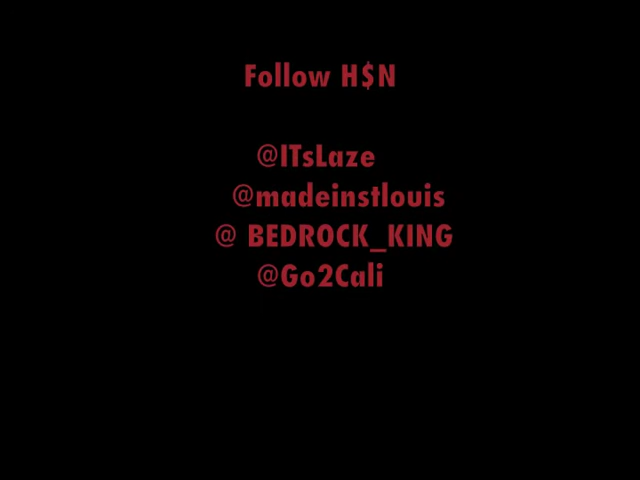 Follow H$N
@ITsLaze
@madeinstlouis
@ BEDROCK_KING
@Go2Cali